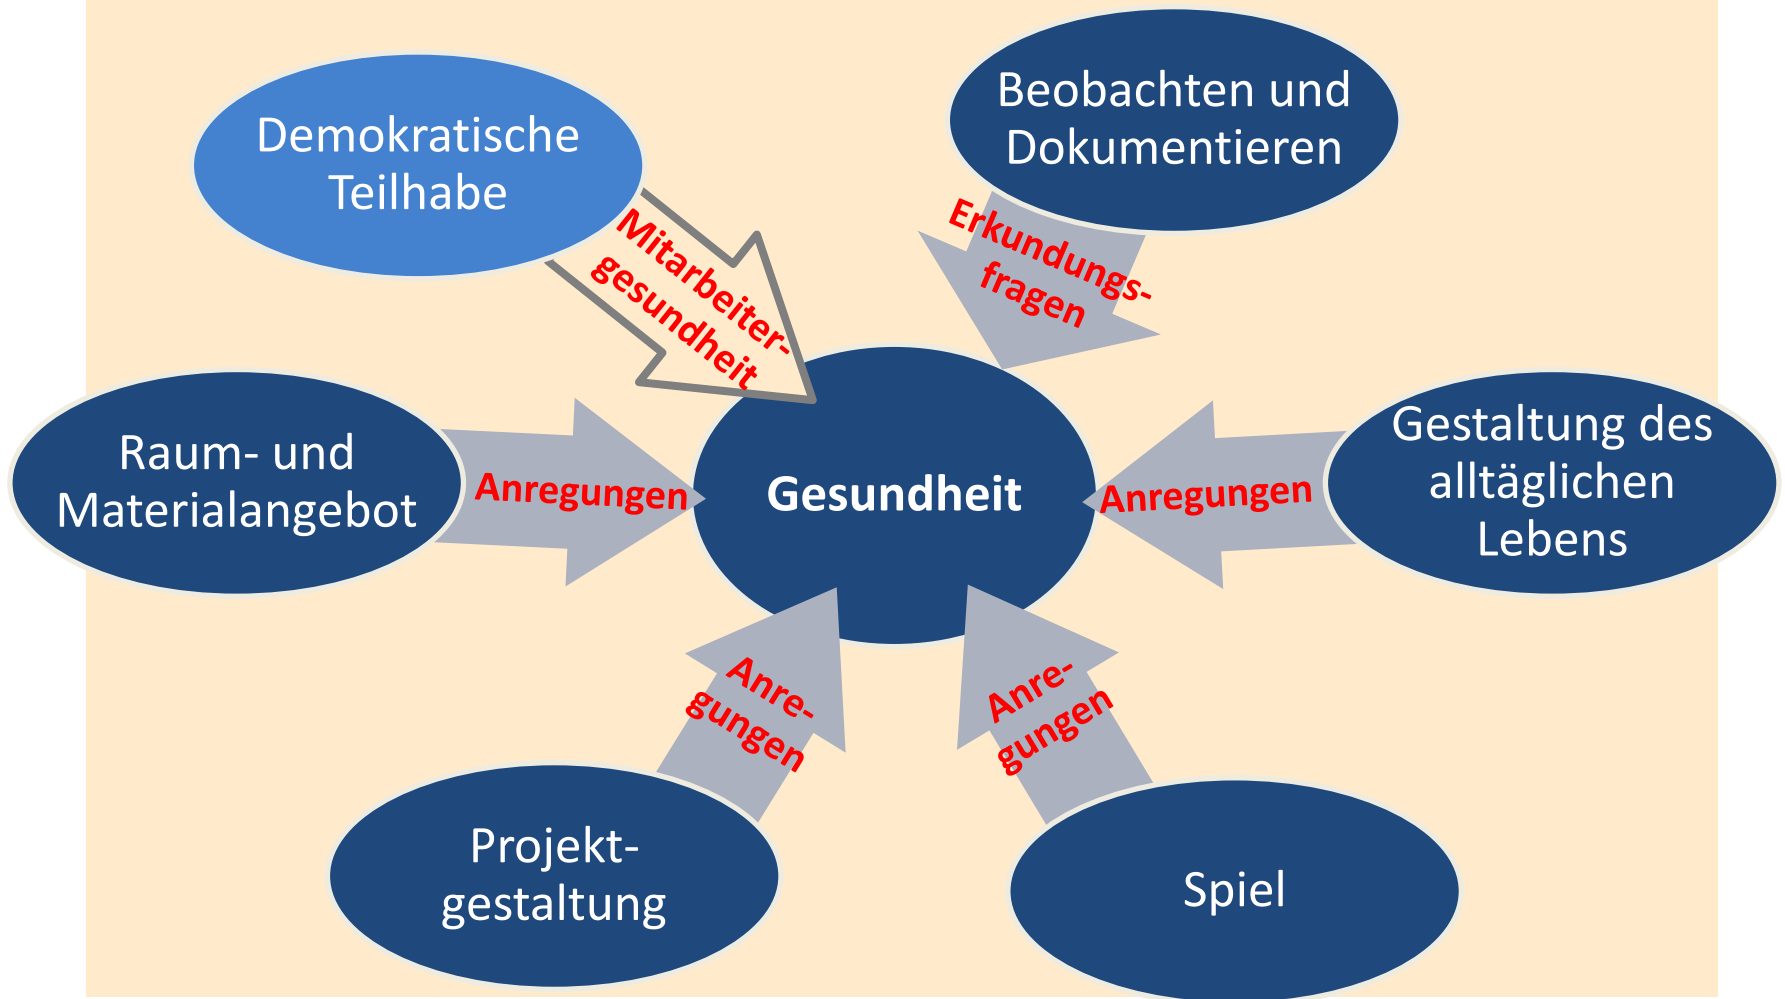 Beobachten und
Dokumentieren
Demokratische
Teilhabe
Erkundungs-
fragen
Mitarbeiter-
gesundheit
Raum- und
Materialangebot
Anregungen
Gesundheit
Anregungen
Gestaltung des
alltäglichen
Lebens
Anre-
gungen
Anre-
gungen
Projekt-
gestaltung
Spiel